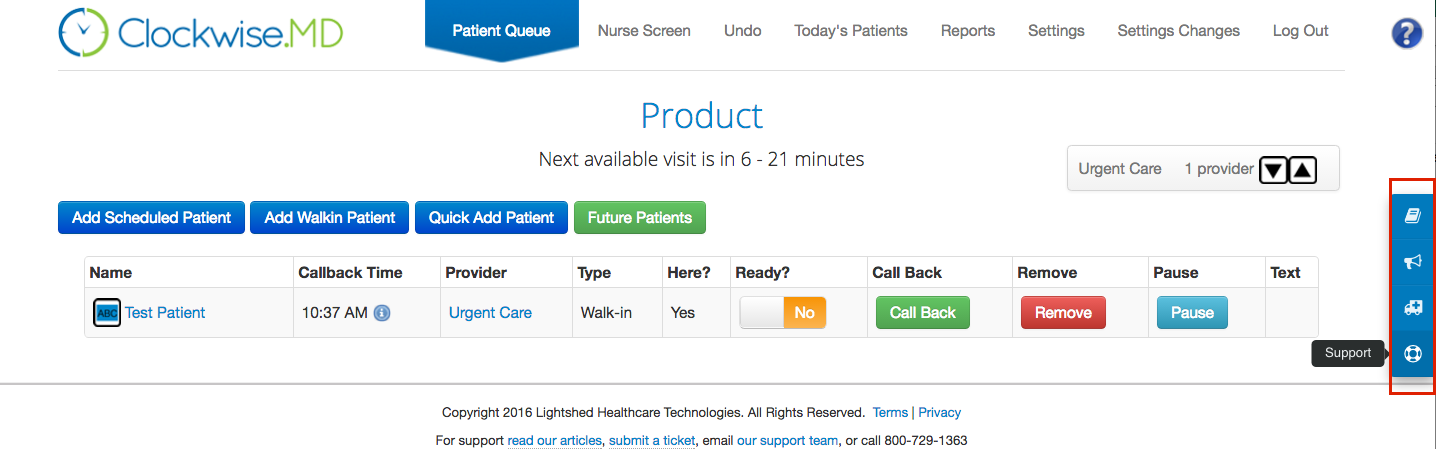 Clockwise.MD
Patient Queue Nurse Screen Undo Today's Patients Reports Settings Settings Changes Log Out ?
Product
Next available visit is in 6 - 21 minutes
Urgent Care 1 provider
Add Scheduled Patient Add Walkin Patient Quick Add Patient Future Patients
Name Callback Time Provider Type Here? Ready? Call Back Remove Pause Text
ABC Test Patient 10:37 AM i Urgent Care Walk-in Yes No Call Back Remove Pause
Support
Copyright 2016 Lightshed Healthcare Technologies. All Rights Reserved. Terms | Privacy
For support read our articles, submit a ticket, email our support team, or call 800-729-1363